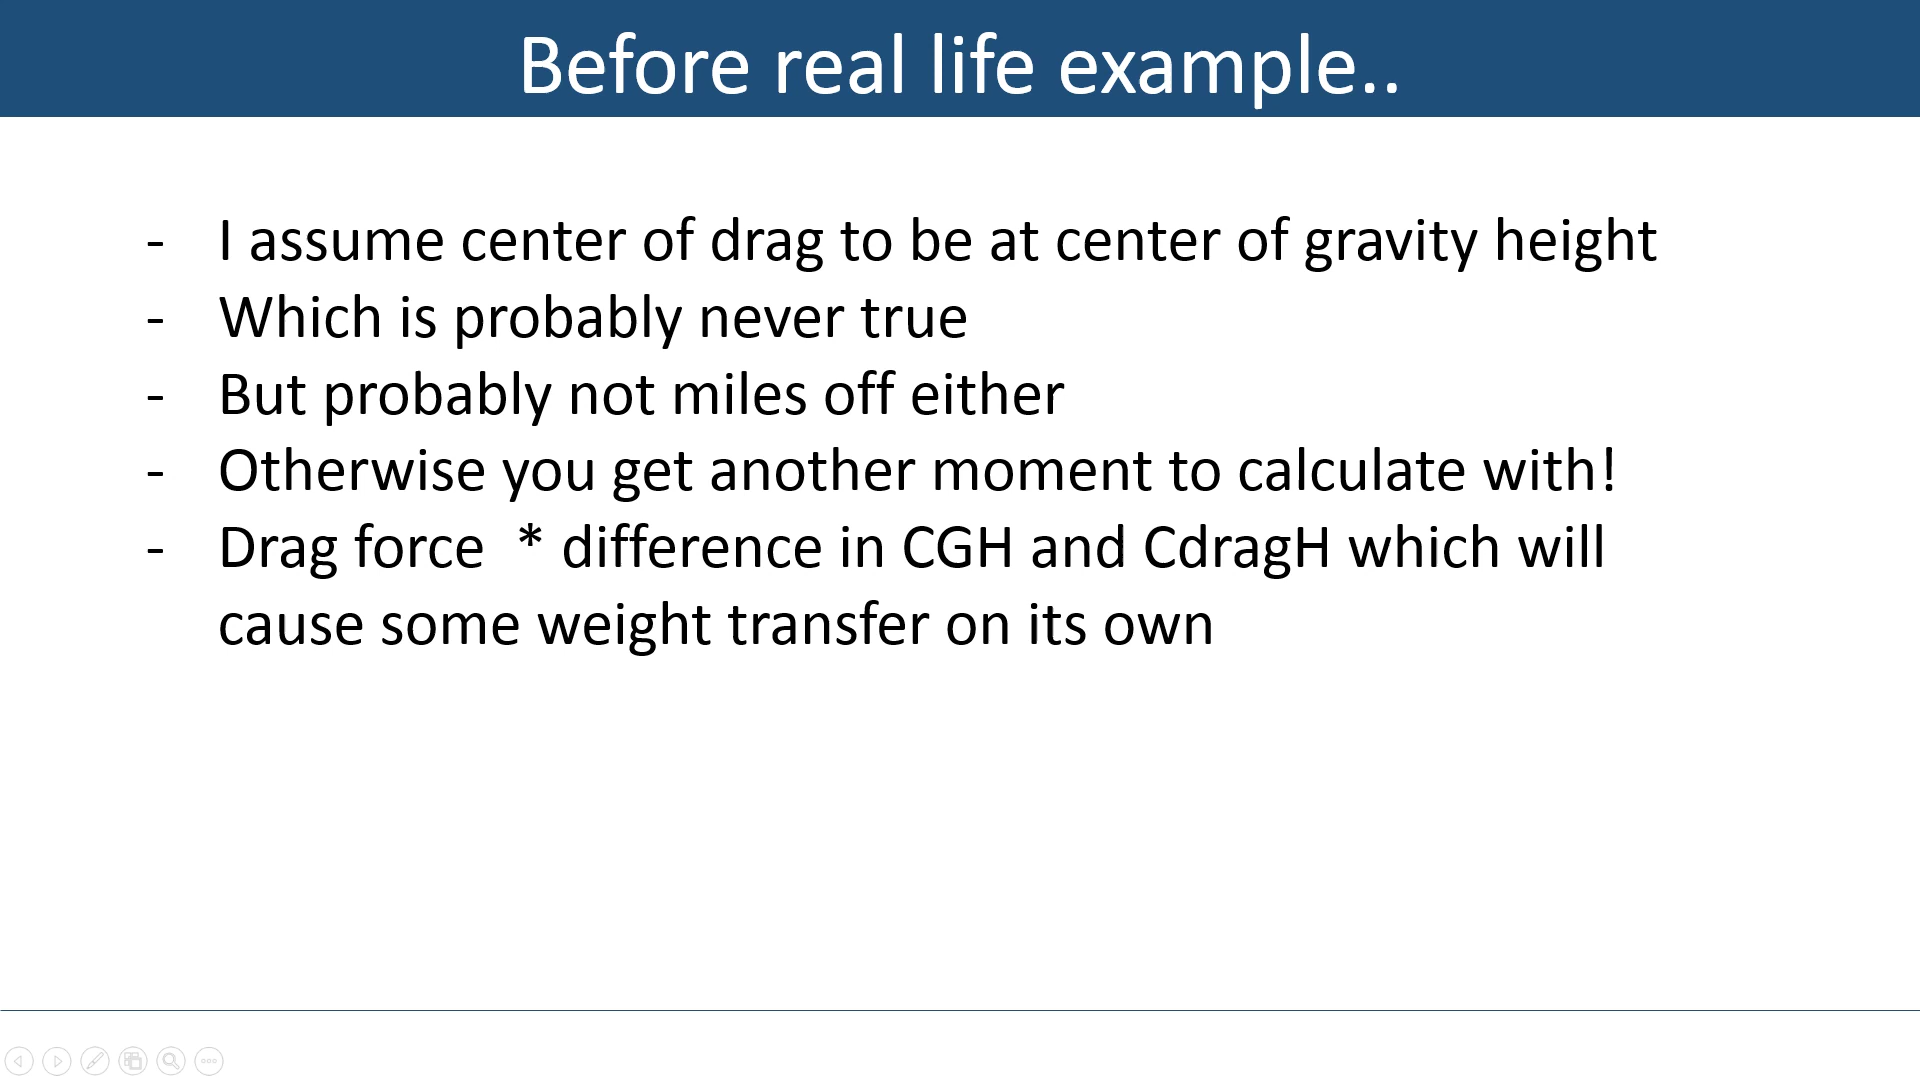 Before real life example..
- I assume center of drag to be at center of gravity height
- Which is probably never true
- But probably not miles off either
- Otherwise you get another moment to calculate with!
- Drag force  * difference in CGH and CdragH which will
cause some weight transfer on its own